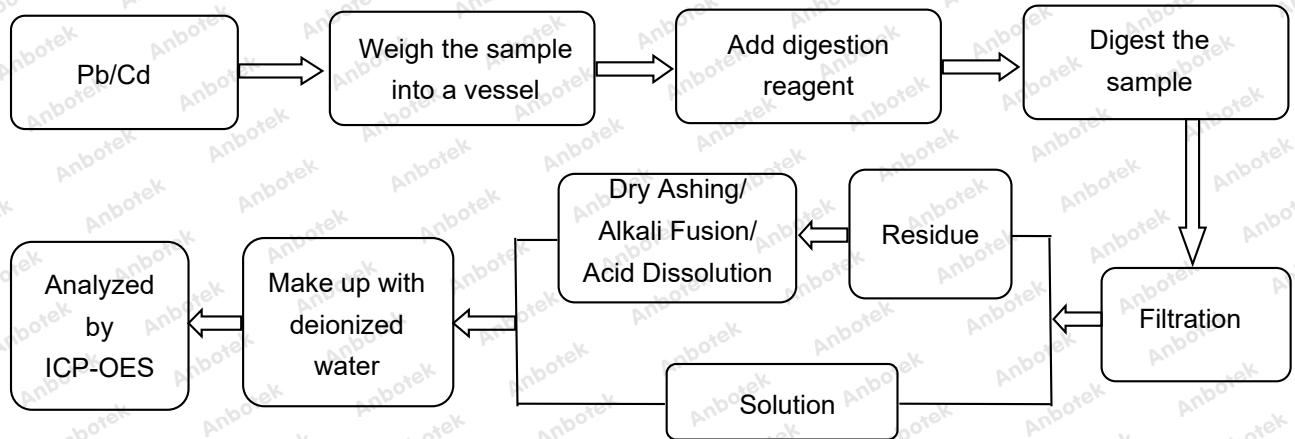 Pb/Cd
Weigh the sample
into a vessel
Add digestion
reagent
Digest the
sample
Filtration
Residue
Dry Ashing/
Alkali Fusion/
Acid Dissolution
Solution
Make up with
deionized
water
Analyzed
by
ICP-OES
Anbotek